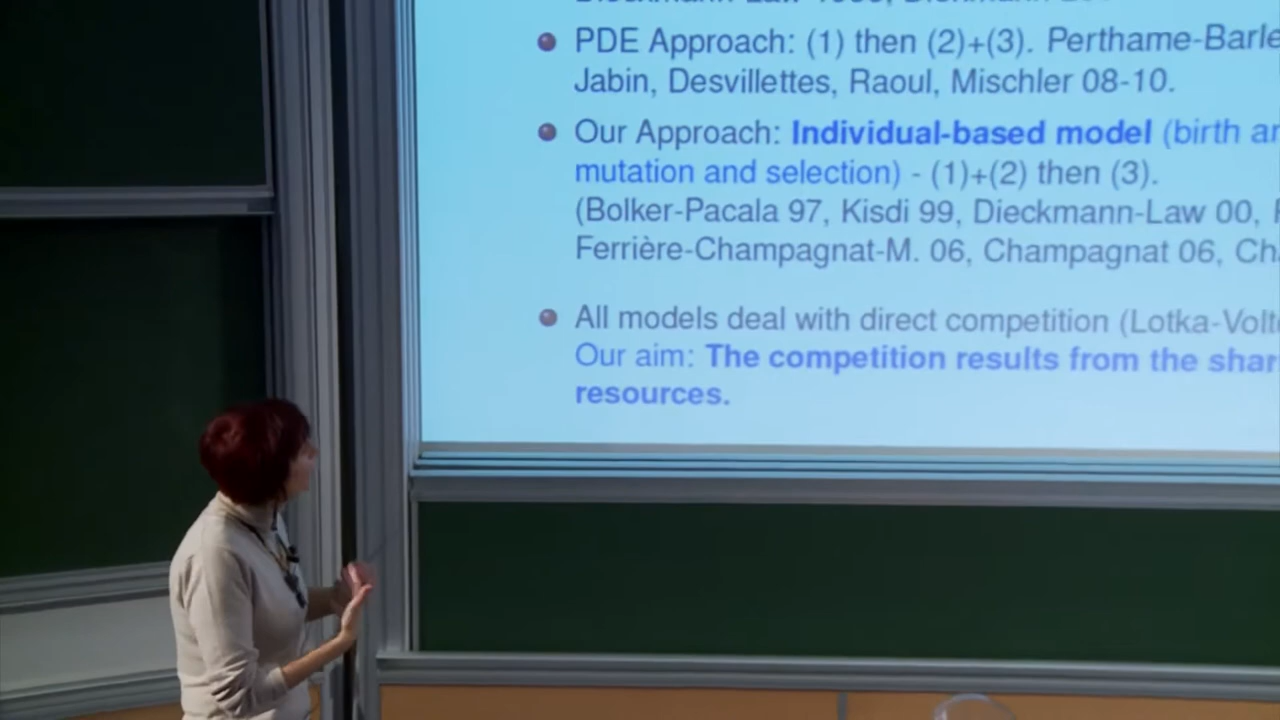 PDE Approach: (1) then (2)+(3). Perthame-Barle
Jabin, Desvillettes, Raoul, Mischler 08-10.
Our Approach: Individual-based model (birth an
mutation and selection) - (1)+(2) then (3).
(Bolker-Pacala 97, Kisdi 99, Dieckmann-Law 00,
Ferrière-Champagnat-M. 06, Champagnat 06, Ch
All models deal with direct competition (Lotka-Volt
Our aim: The competition results from the shar
resources.